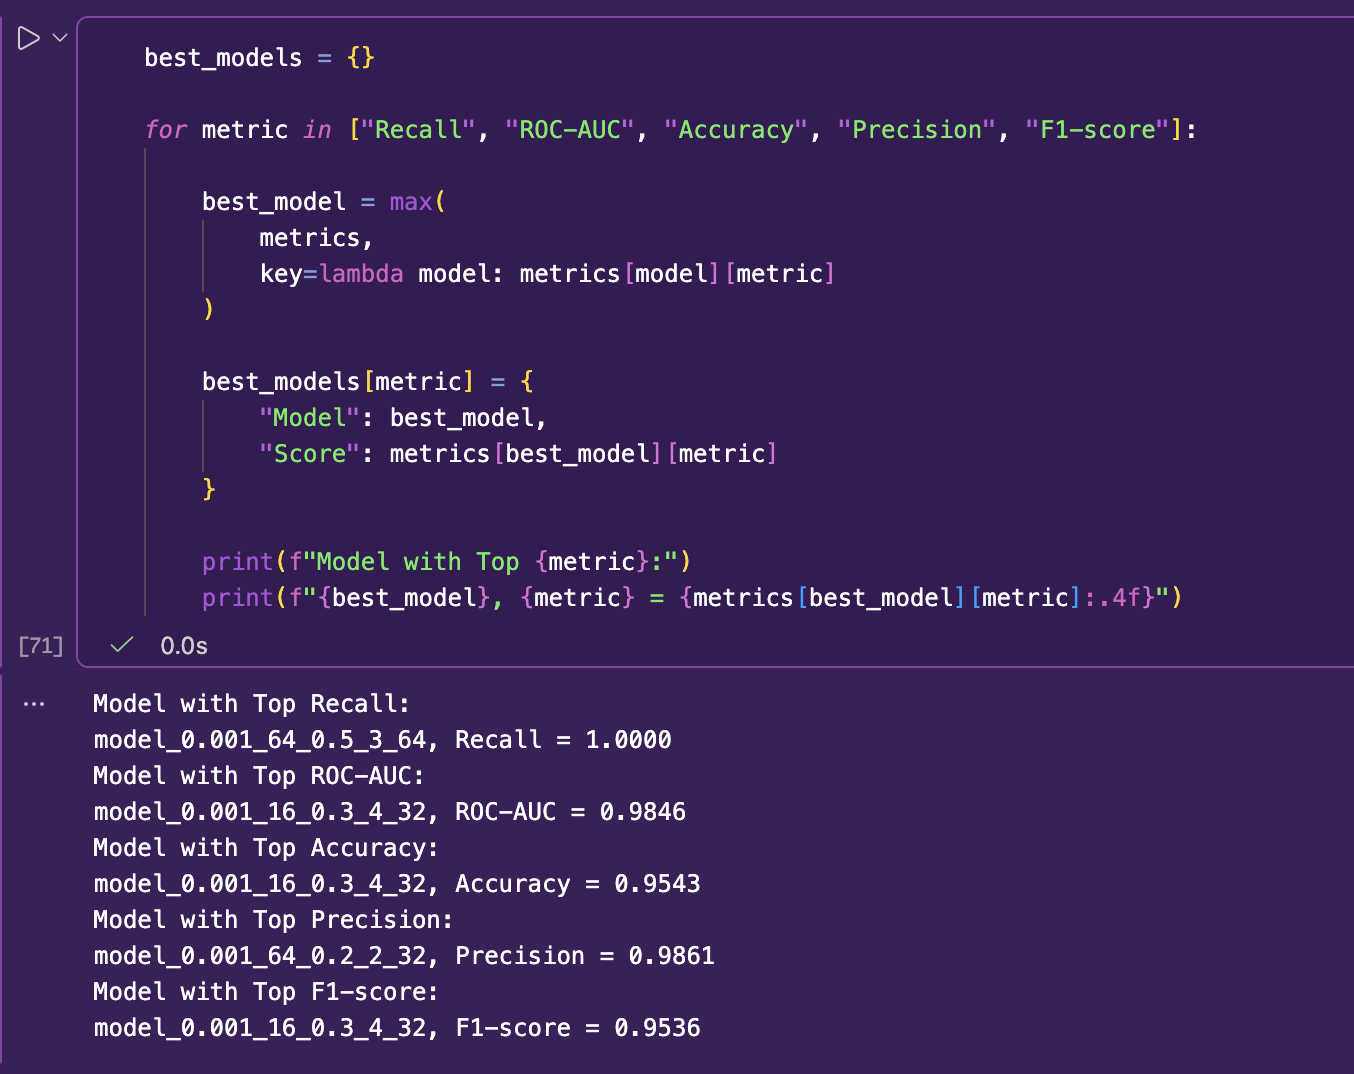 best_models = {}
for metric in ["Recall", "ROC-AUC", "Accuracy", "Precision", "F1-score"]:
best_model = max(
metrics,
key=lambda model: metrics[model][metric]
)
best_models[metric] = {
"Model": best_model,
"Score": metrics[best_model][metric]
}
print(f"Model with Top {metric}:")
print(f"{best_model}, {metric} = {metrics[best_model][metric]:.4f}")
[71] 0.0s
Model with Top Recall:
model_0.001_64_0.5_3_64, Recall = 1.0000
Model with Top ROC-AUC:
model_0.001_16_0.3_4_32, ROC-AUC = 0.9846
Model with Top Accuracy:
model_0.001_16_0.3_4_32, Accuracy = 0.9543
Model with Top Precision:
model_0.001_64_0.2_2_32, Precision = 0.9861
Model with Top F1-score:
model_0.001_16_0.3_4_32, F1-score = 0.9536